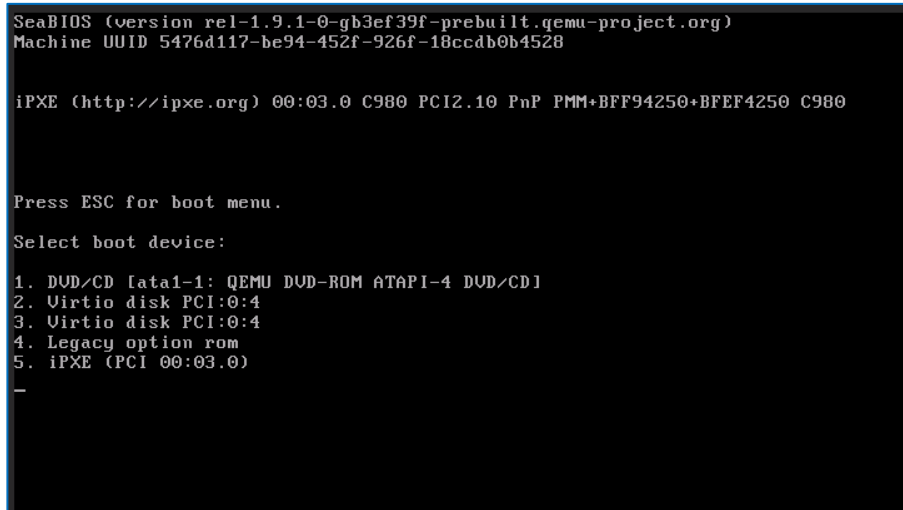 SeaBIOS (version rel-1.9.1-0-gb3ef39f-prebuilt.qemu-project.org)
Machine UUID 5476d117-be94-452f-926f-18ccdb0b4528
iPXE (http://ipxe.org) 00:03.0 C980 PCI2.10 PnP PMM+BFF94250+BFEF4250 C980
Press ESC for boot menu.
Select boot device:
1. DVD/CD [ata1-1: QEMU DVD-ROM ATAPI-4 DVD/CD]
2. Virtio disk PCI:0:4
3. Virtio disk PCI:0:4
4. Legacy option rom
5. iPXE (PCI 00:03.0)
_